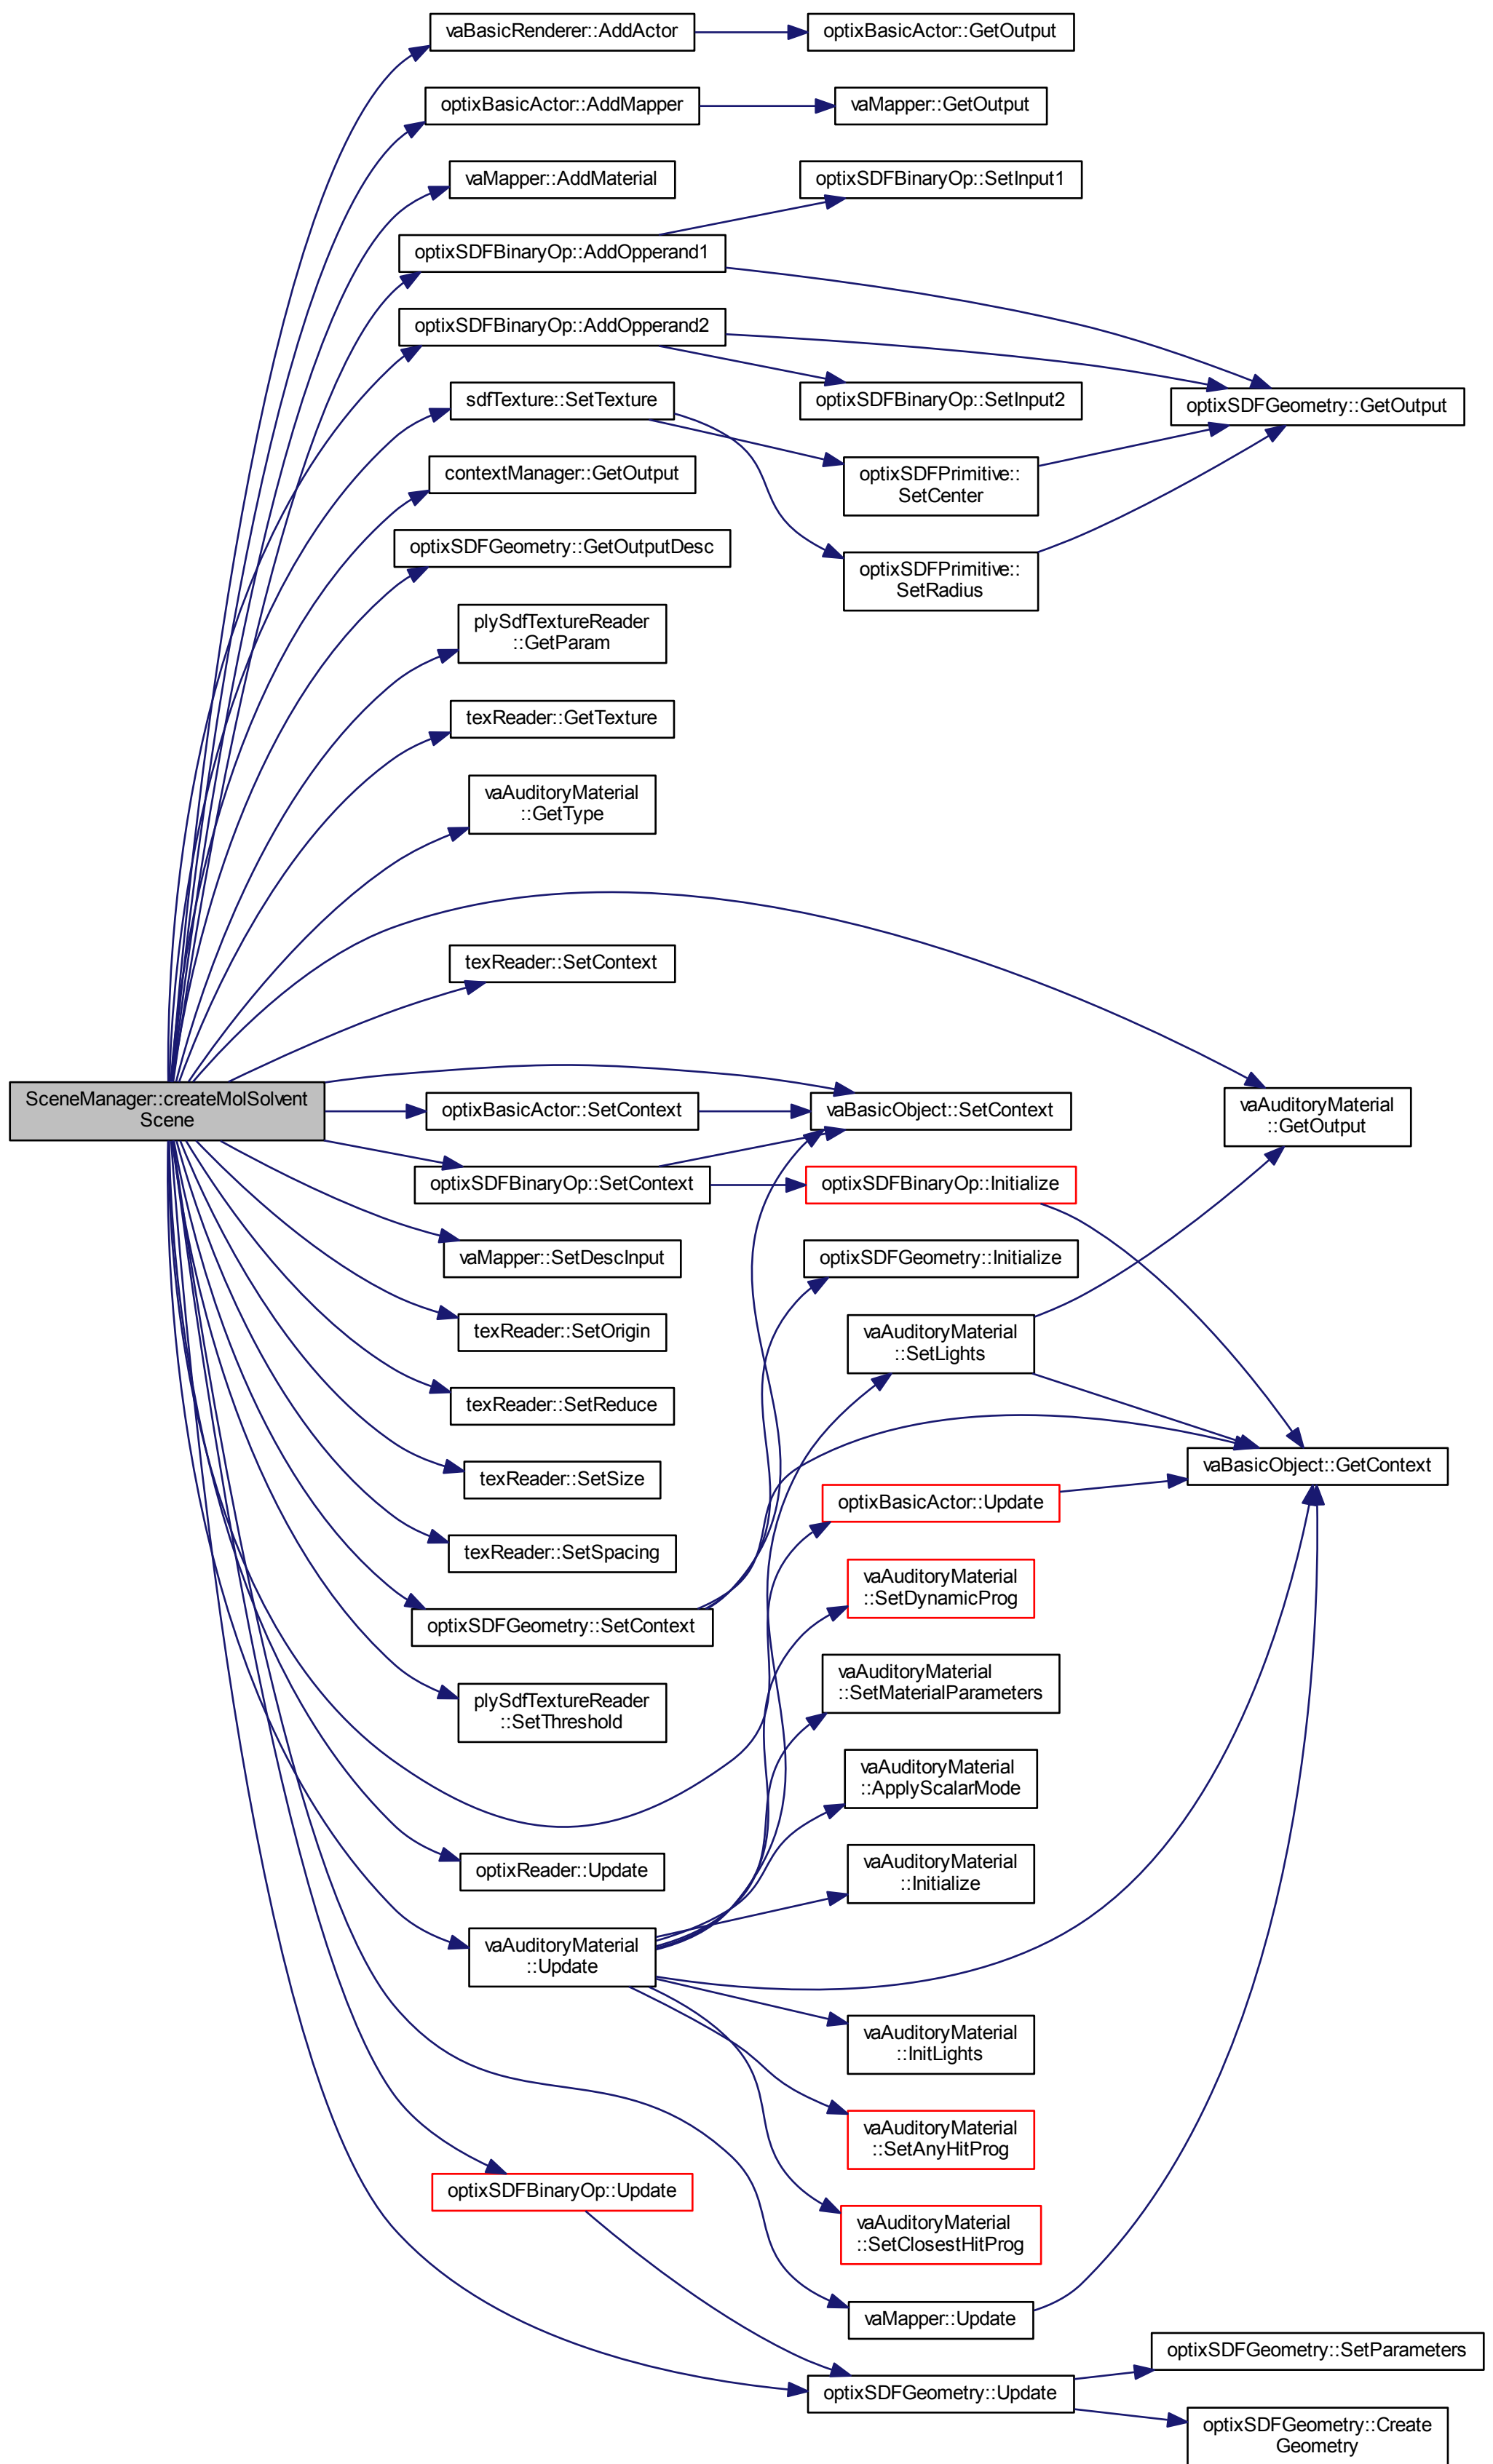 vaBasicRenderer::AddActor
optixBasicActor::GetOutput
optixBasicActor::AddMapper
vaMapper::GetOutput
vaMapper::AddMaterial
optixSDFBinaryOp::SetInput1
optixSDFBinaryOp::AddOpperand1
optixSDFBinaryOp::AddOpperand2
sdfTexture::SetTexture
optixSDFBinaryOp::SetInput2
optixSDFGeometry::GetOutput
contextManager::GetOutput
optixSDFPrimitive::
SetCenter
optixSDFGeometry::GetOutputDesc
optixSDFPrimitive::
SetRadius
plySdfTextureReader
::GetParam
texReader::GetTexture
vaAuditoryMaterial
::GetType
texReader::SetContext
SceneManager::createMolSolvent
Scene
optixBasicActor::SetContext
vaBasicObject::SetContext
vaAuditoryMaterial
::GetOutput
optixSDFBinaryOp::SetContext
optixSDFBinaryOp::Initialize
vaMapper::SetDescInput
optixSDFGeometry::Initialize
texReader::SetOrigin
vaAuditoryMaterial
::SetLights
texReader::SetReduce
vaBasicObject::GetContext
texReader::SetSize
optixBasicActor::Update
texReader::SetSpacing
vaAuditoryMaterial
::SetDynamicProg
optixSDFGeometry::SetContext
plySdfTextureReader
::SetThreshold
vaAuditoryMaterial
::SetMaterialParameters
vaAuditoryMaterial
::ApplyScalarMode
optixReader::Update
vaAuditoryMaterial
::Initialize
vaAuditoryMaterial
::Update
vaAuditoryMaterial
::InitLights
vaAuditoryMaterial
::SetAnyHitProg
optixSDFBinaryOp::Update
vaAuditoryMaterial
::SetClosestHitProg
vaMapper::Update
optixSDFGeometry::SetParameters
optixSDFGeometry::Update
optixSDFGeometry::Create
Geometry